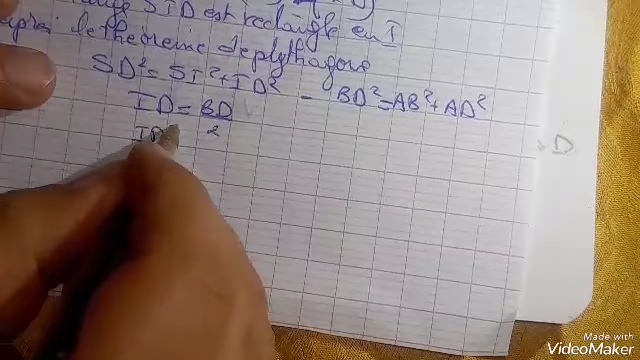 SID est rectangle en I
le theoreme de pythagore
SD²=SI²+ID² - BD²=AB²+AD²
ID=BD/2
ID
D
Made with
VideoMaker